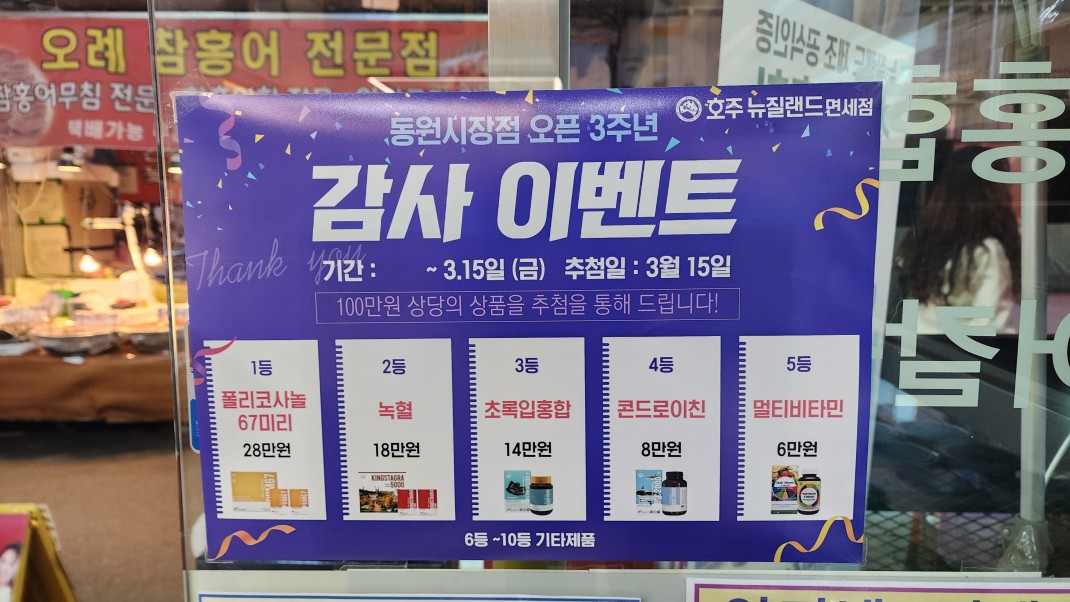 오례 참홍어 전문점
참홍어무침 전문
택배가능
호주 뉴질랜드 면세점
동원시장점 오픈 3주년
감사 이벤트
Thank you
기간 : ~ 3.15일 (금) 추첨일 : 3월 15일
100만원 상당의 상품을 추첨을 통해 드립니다!
1등
폴리코사놀
67미리
28만원
2등
녹혈
18만원
KINGSTAGRA
5000
3등
초록입홍합
14만원
4등
콘드로이친
8만원
5등
멀티비타민
6만원
6등 ~10등 기타제품